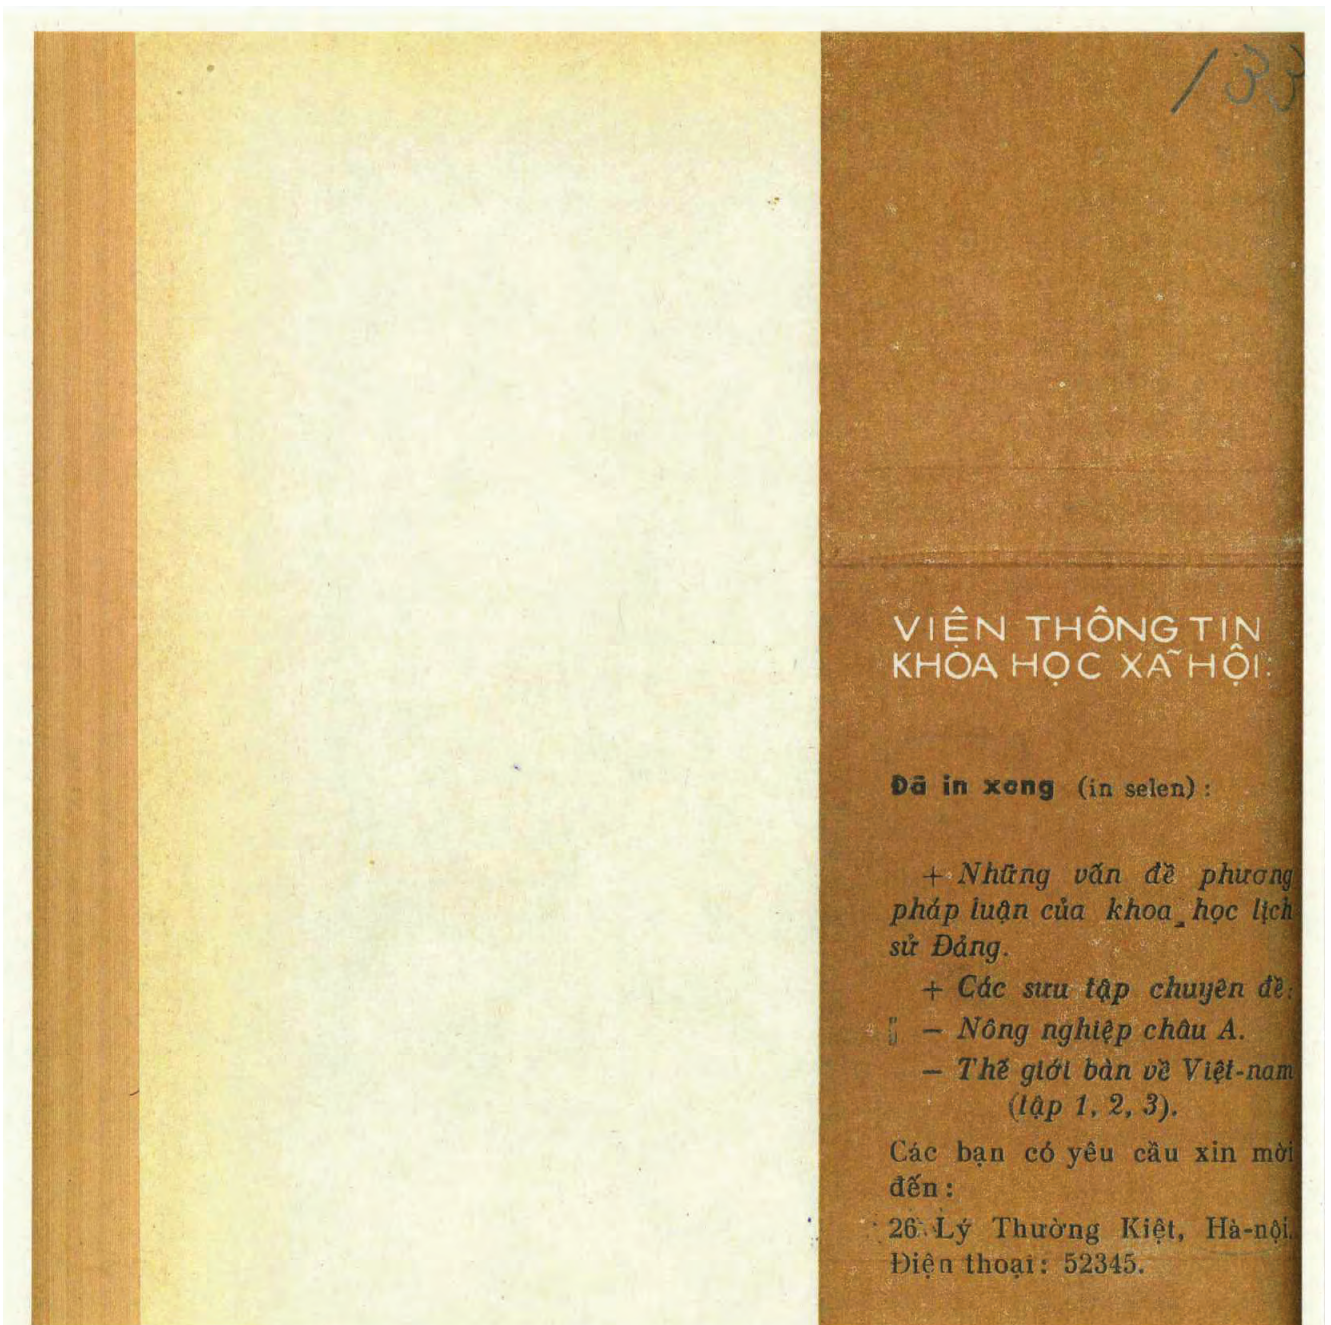 133
VIỆN THÔNG TIN
KHOA HỌC XÃ HỘI:
Đã in xong (in selen) :
+ Những vấn đề phương
pháp luận của khoa học lịch
sử Đảng.
+ Các sưu tập chuyên đề:
— Nông nghiệp châu A.
— Thế giới bàn về Việt-nam
(tập 1, 2, 3).
Các bạn có yêu cầu xin mời
đến :
26 Lý Thường Kiệt, Hà-nội.
Điện thoại : 52345.